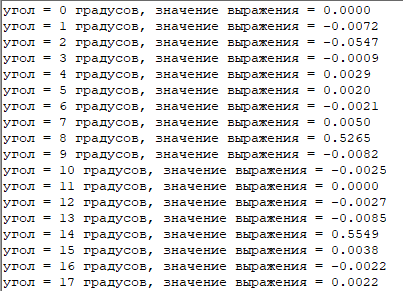 угол = 0 градусов, значение выражения = 0.0000
угол = 1 градусов, значение выражения = -0.0072
угол = 2 градусов, значение выражения = -0.0547
угол = 3 градусов, значение выражения = -0.0009
угол = 4 градусов, значение выражения = 0.0029
угол = 5 градусов, значение выражения = 0.0020
угол = 6 градусов, значение выражения = -0.0021
угол = 7 градусов, значение выражения = 0.0050
угол = 8 градусов, значение выражения = 0.5265
угол = 9 градусов, значение выражения = -0.0082
угол = 10 градусов, значение выражения = -0.0025
угол = 11 градусов, значение выражения = 0.0000
угол = 12 градусов, значение выражения = -0.0027
угол = 13 градусов, значение выражения = -0.0085
угол = 14 градусов, значение выражения = 0.5549
угол = 15 градусов, значение выражения = 0.0038
угол = 16 градусов, значение выражения = -0.0022
угол = 17 градусов, значение выражения = 0.0022